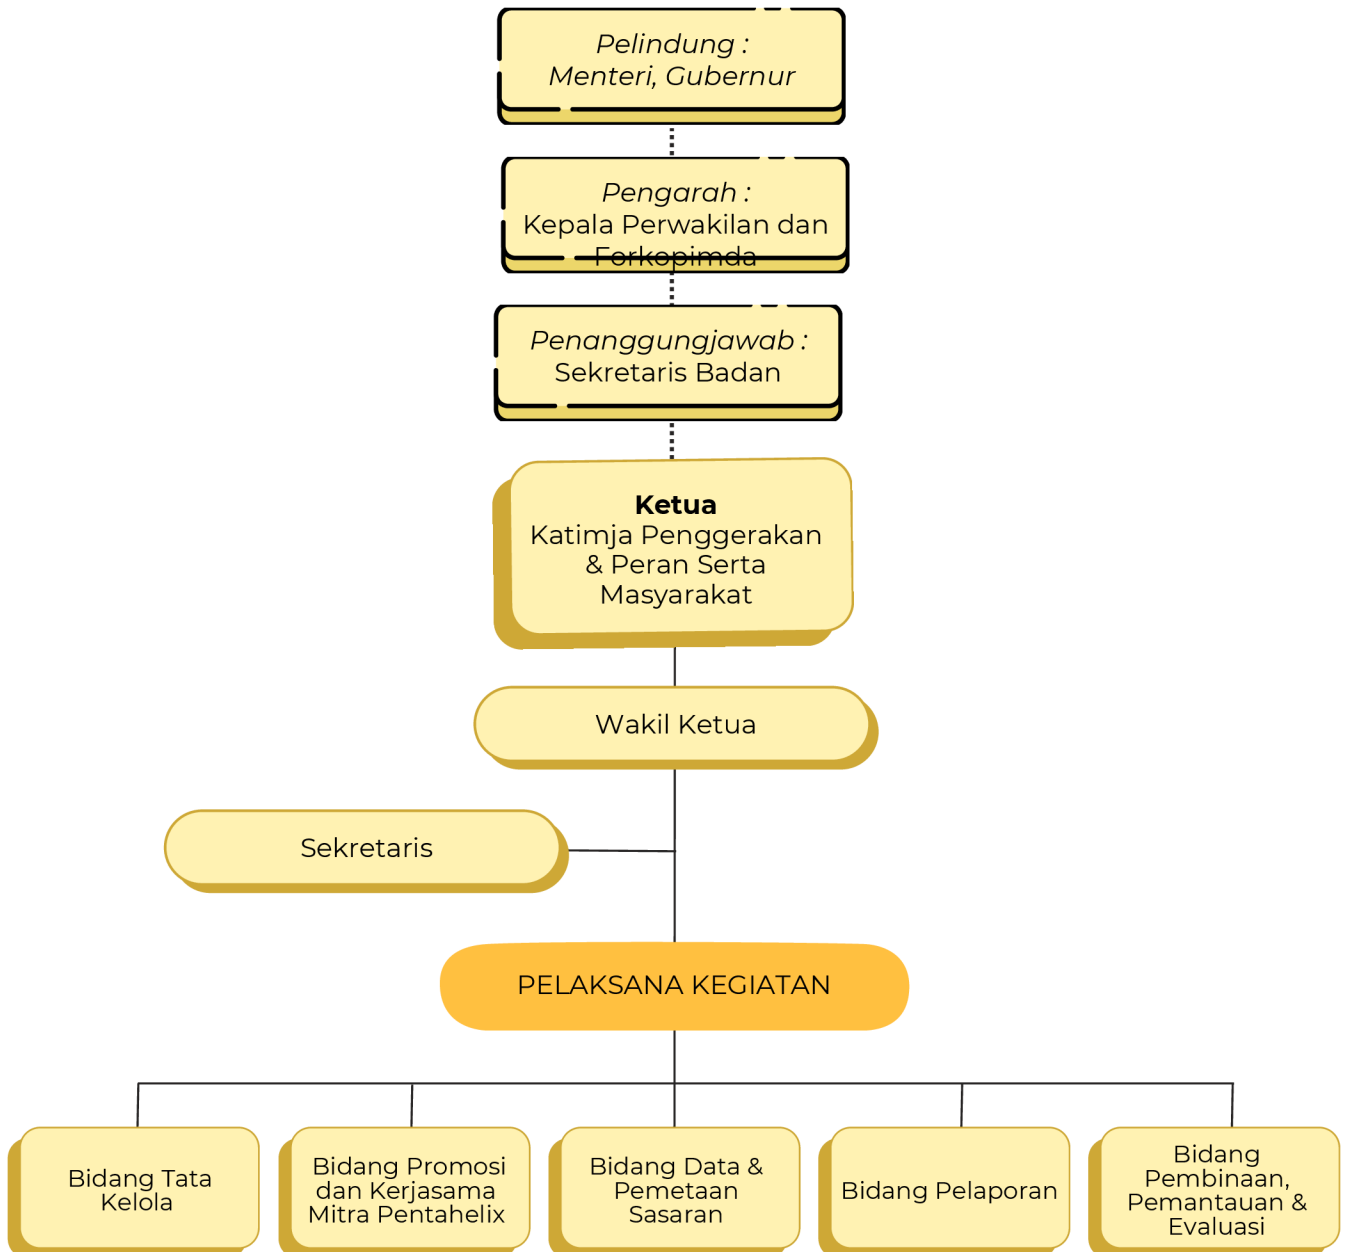 Pelindung :
Menteri, Gubernur
Pengarah :
Kepala Perwakilan dan
Forkopimda
Penanggungjawab :
Sekretaris Badan
Ketua
Katimja Penggerakan
& Peran Serta
Masyarakat
Wakil Ketua
Sekretaris
PELAKSANA KEGIATAN
Bidang Tata
Kelola
Bidang Promosi
dan Kerjasama
Mitra Pentahelix
Bidang Data &
Pemetaan
Sasaran
Bidang Pelaporan
Bidang
Pembinaan,
Pemantauan &
Evaluasi